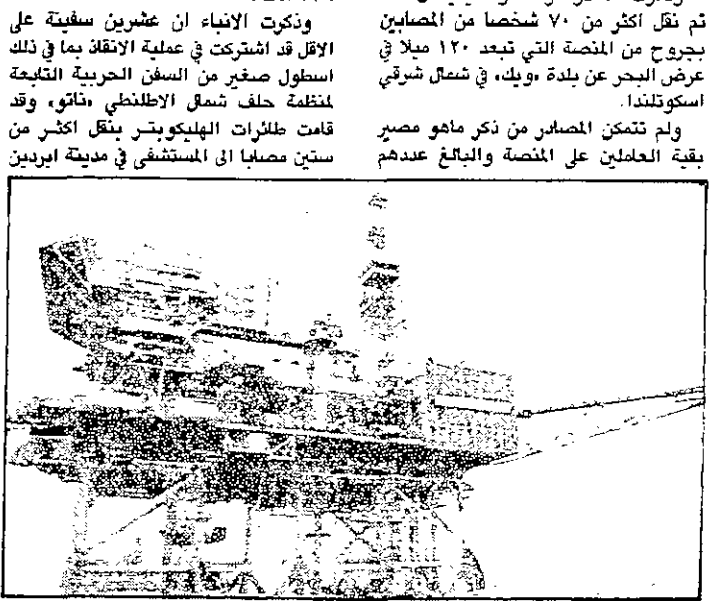 تم نقل اكثر من ٧٠ شخصا من المصابين
بجروح من المنصة التي تبعد ١٢٠ ميلا في
عرض البحر عن بلدة «ويك» في شمال شرقي
اسكوتلندا.
ولم تتمكن المصادر من ذكر ماهو مصير
بقية العاملين على المنصة والبالغ عددهم
وذكرت الانباء ان عشرين سفينة على
الاقل قد اشتركت في عملية الانقاذ بما في ذلك
اسطول صغير من السفن الحربية التابعة
لمنظمة حلف شمال الاطلنطي «ناتو» وقد
قامت طائرات الهليكوبتر بنقل اكثر من
ستين مصابا الى المستشفى في مدينة ابردين